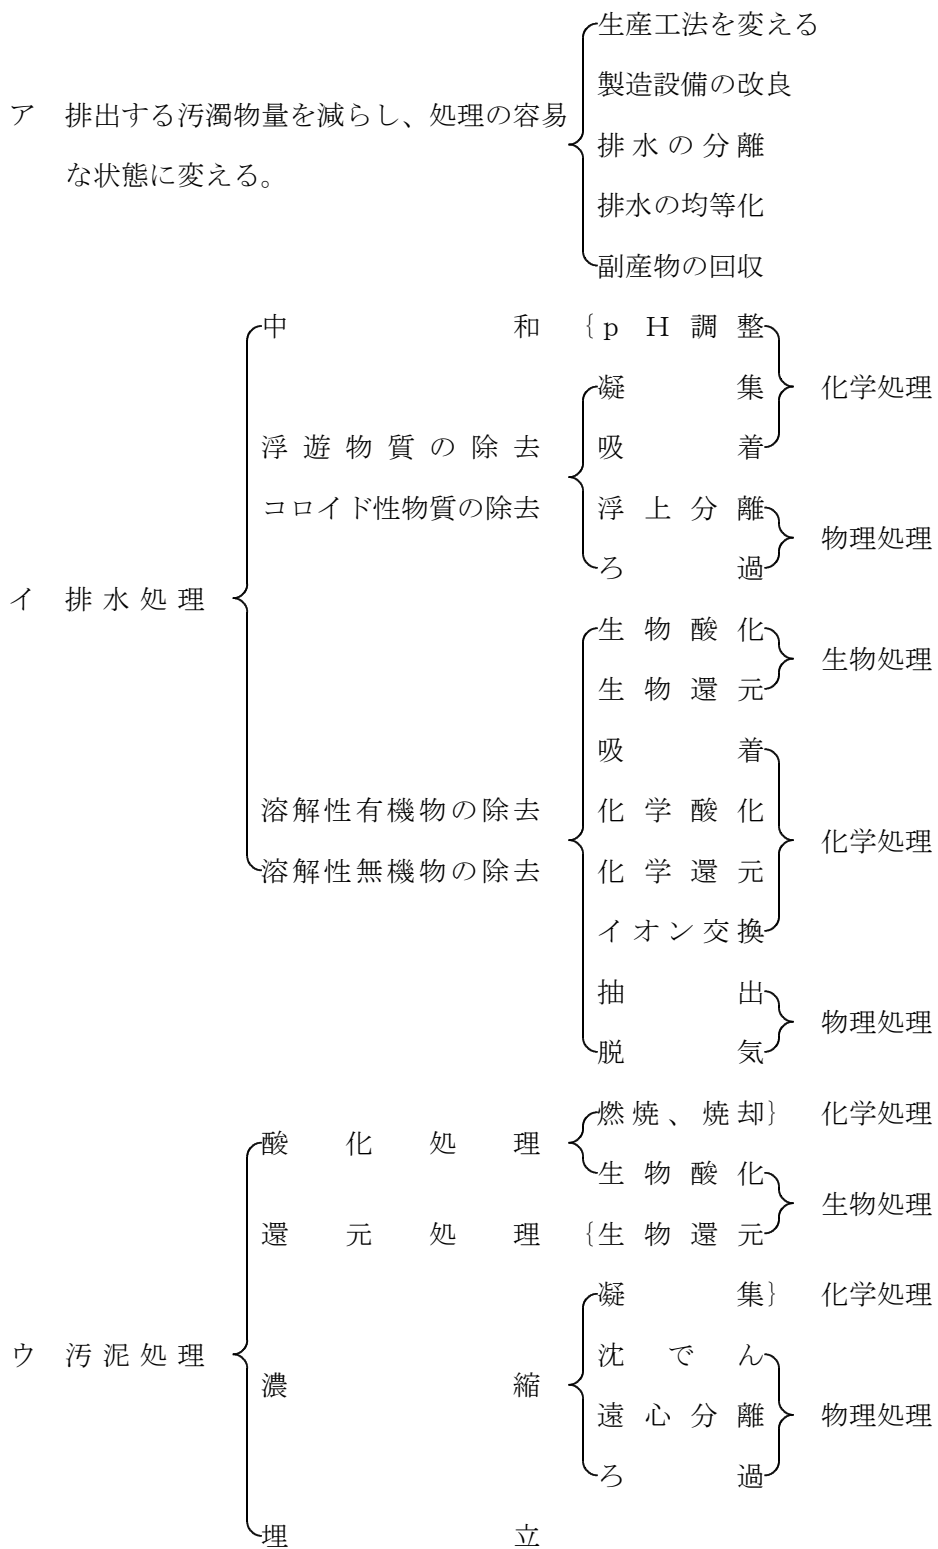 生産工法を変える
製造設備の改良
ア 排出する汚濁物量を減らし、処理の容易
排水の分離
な状態に変える。
排水の均等化
副産物の回収
中和 {pH調整
凝集 化学処理
浮遊物質の除去 吸着
コロイド性物質の除去 浮上分離
物理処理
ろ過
イ 排水処理
生物酸化
生物処理
生物還元
吸着
溶解性有機物の除去 化学酸化
化学処理
溶解性無機物の除去 化学還元
イオン交換
抽出
物理処理
脱気
燃焼、焼却} 化学処理
酸化処理
生物酸化
生物処理
還元処理 {生物還元
凝集} 化学処理
ウ 汚泥処理 沈でん
濃縮
遠心分離 物理処理
ろ過
埋立